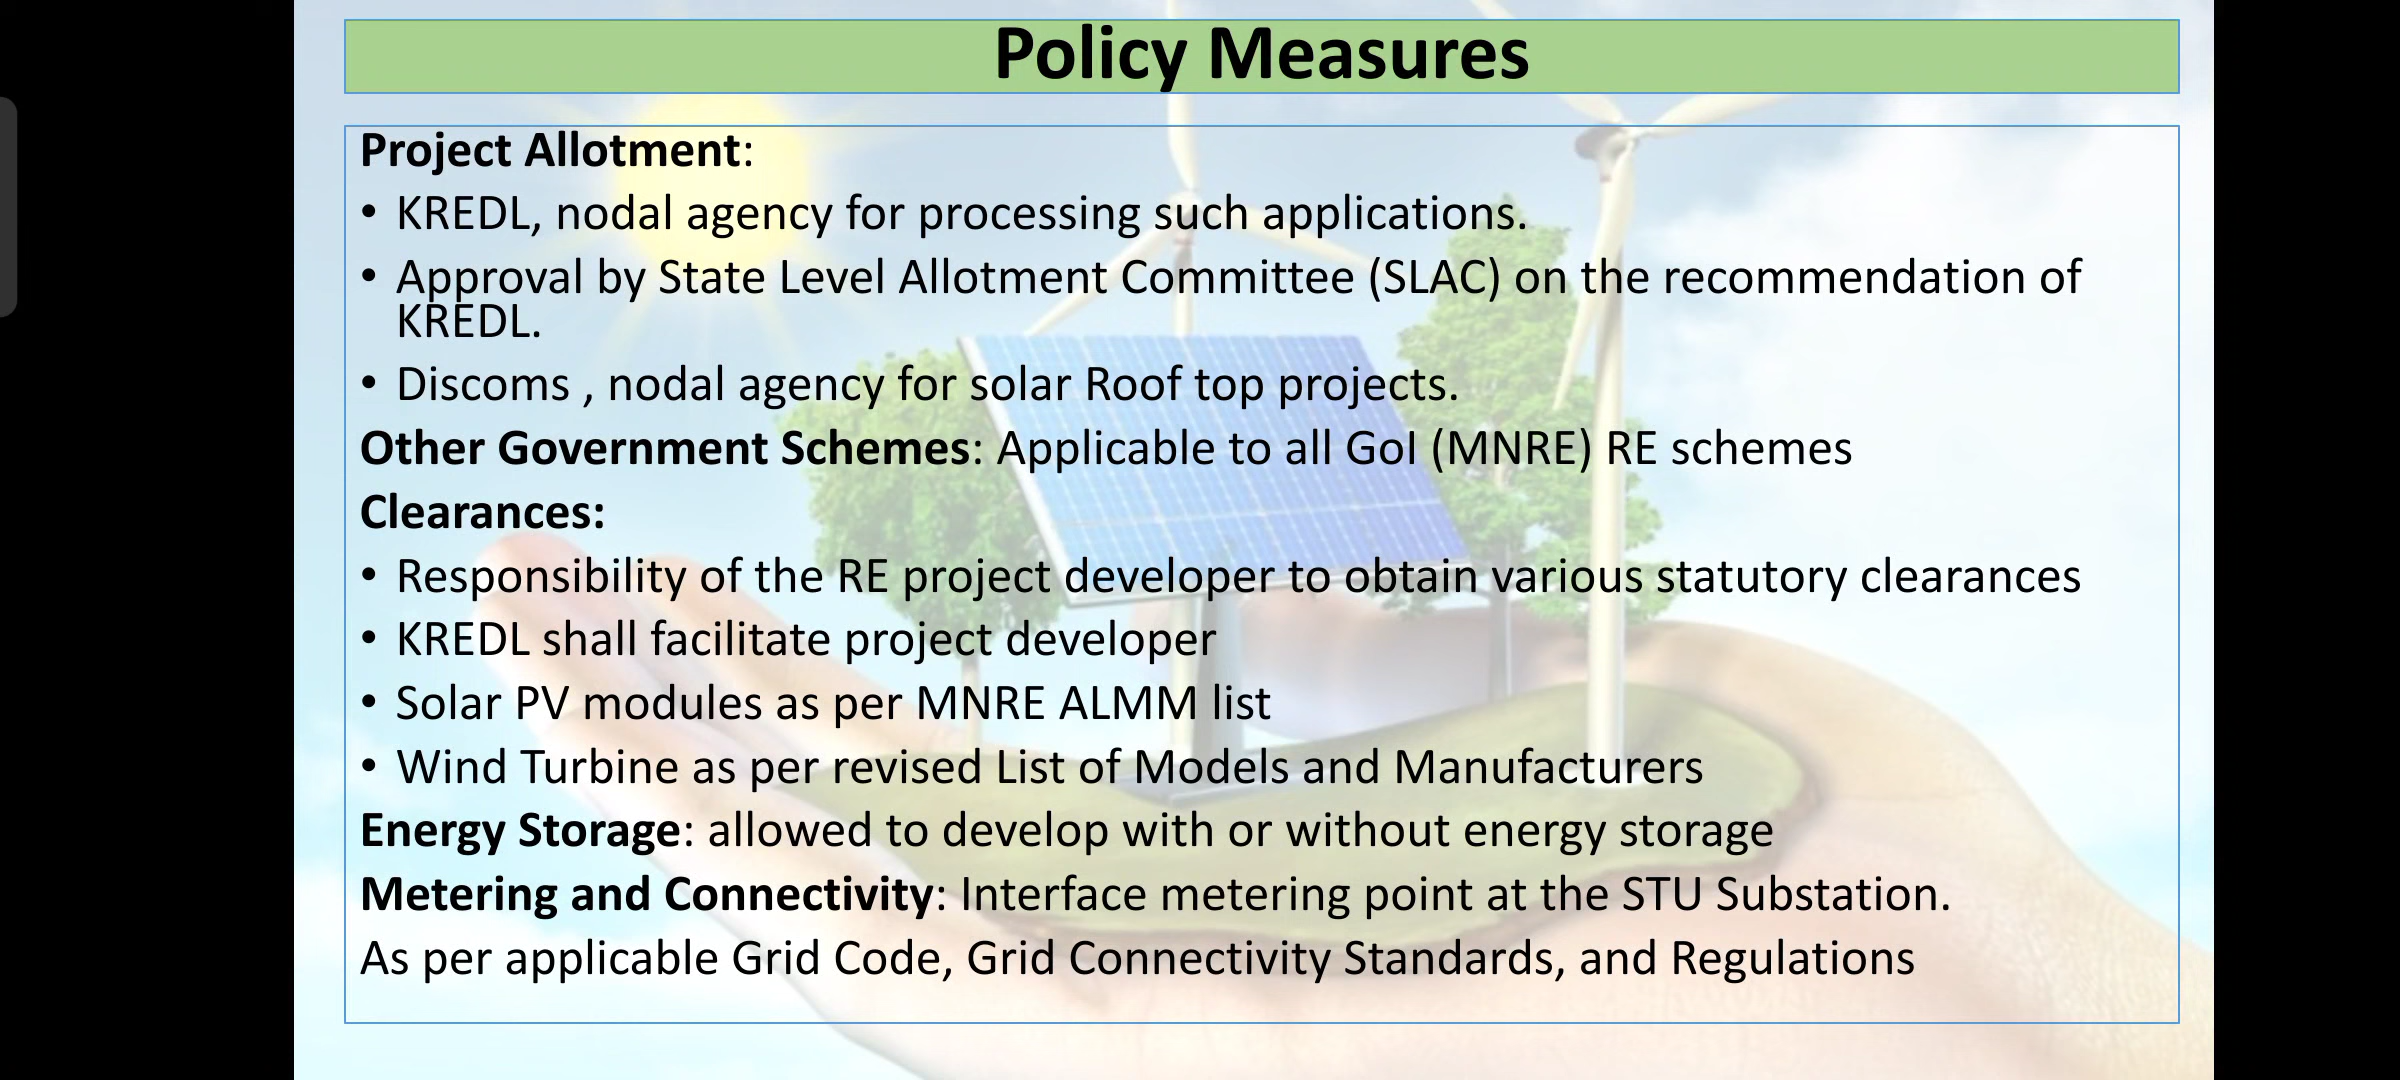 Policy Measures
Project Allotment:
• KREDL, nodal agency for processing such applications.
• Approval by State Level Allotment Committee (SLAC) on the recommendation of
KREDL.
• Discoms , nodal agency for solar Roof top projects.
Other Government Schemes: Applicable to all GoI (MNRE) RE schemes
Clearances:
• Responsibility of the RE project developer to obtain various statutory clearances
• KREDL shall facilitate project developer
• Solar PV modules as per MNRE ALMM list
• Wind Turbine as per revised List of Models and Manufacturers
Energy Storage: allowed to develop with or without energy storage
Metering and Connectivity: Interface metering point at the STU Substation.
As per applicable Grid Code, Grid Connectivity Standards, and Regulations